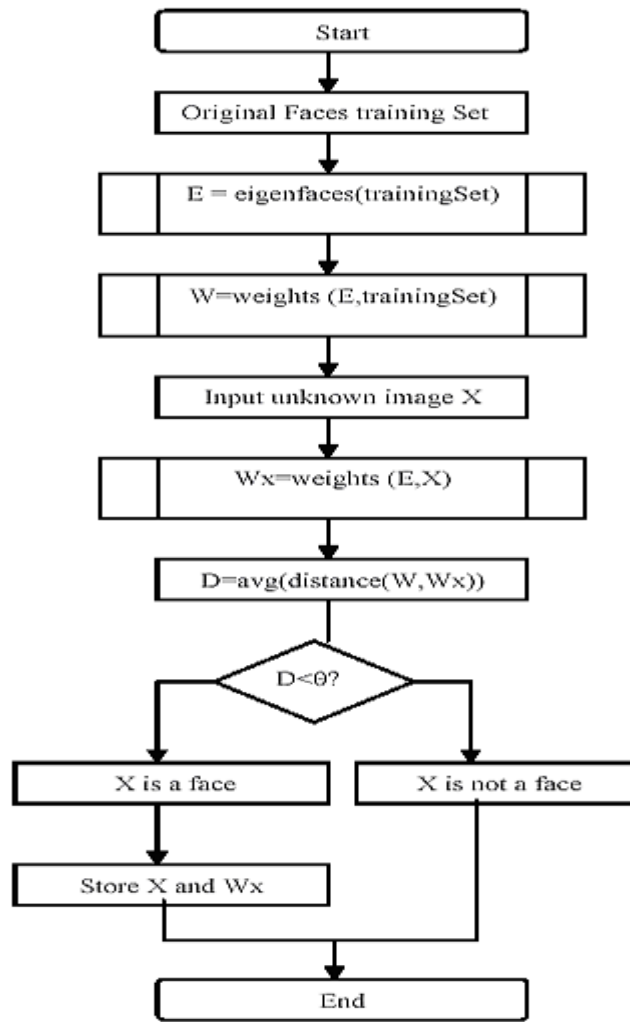 Start
Original Faces training Set
E = eigenfaces(trainingSet)
W=weights (E,trainingSet)
Input unknown image X
Wx=weights (E,X)
D=avg(distance(W,Wx))
D<θ?
X is a face
X is not a face
Store X and Wx
End